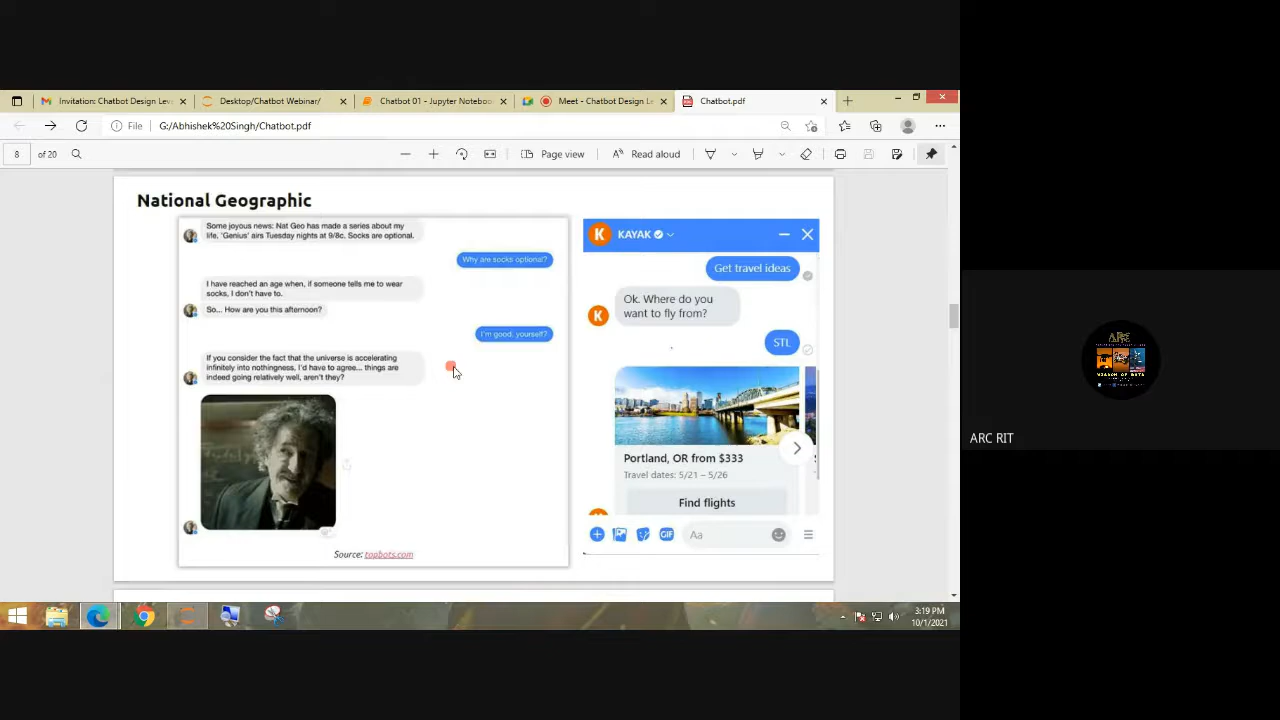 Invitation: Chatbot Design Lev
Desktop/Chatbot Webinar/
Chatbot 01 - Jupyter Noteboo
Meet - Chatbot Design Le
Chatbot.pdf
File
G:/Abhishek%20Singh/Chatbot.pdf
8
of 20
Page view
Read aloud
National Geographic
Some joyous news: Nat Geo has made a series about my
life. 'Genius' airs Tuesday nights at 9/8c. Socks are optional.
Why are socks optional?
I have reached an age when, if someone tells me to wear
socks, I don't have to.
So... How are you this afternoon?
I'm good, yourself?
If you consider the fact that the universe is accelerating
infinitely into nothingness, I'd have to agree... things are
indeed going relatively well, aren't they?
Source: topbots.com
K
KAYAK
Get travel ideas
Ok. Where do you
want to fly from?
K
STL
Portland, OR from $333
Travel dates: 5/21 – 5/26
Find flights
GIF
Aa
ARC
WISDOM OF BOTS
ARC RIT
3:19 PM
10/1/2021